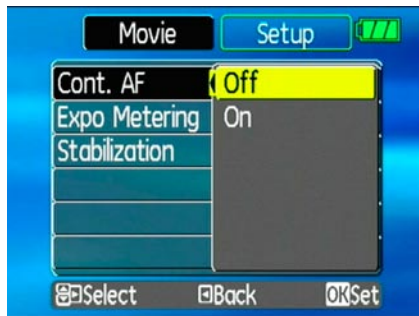 Movie Setup
Cont. AF Off
Expo Metering On
Stabilization
Select Back OK Set